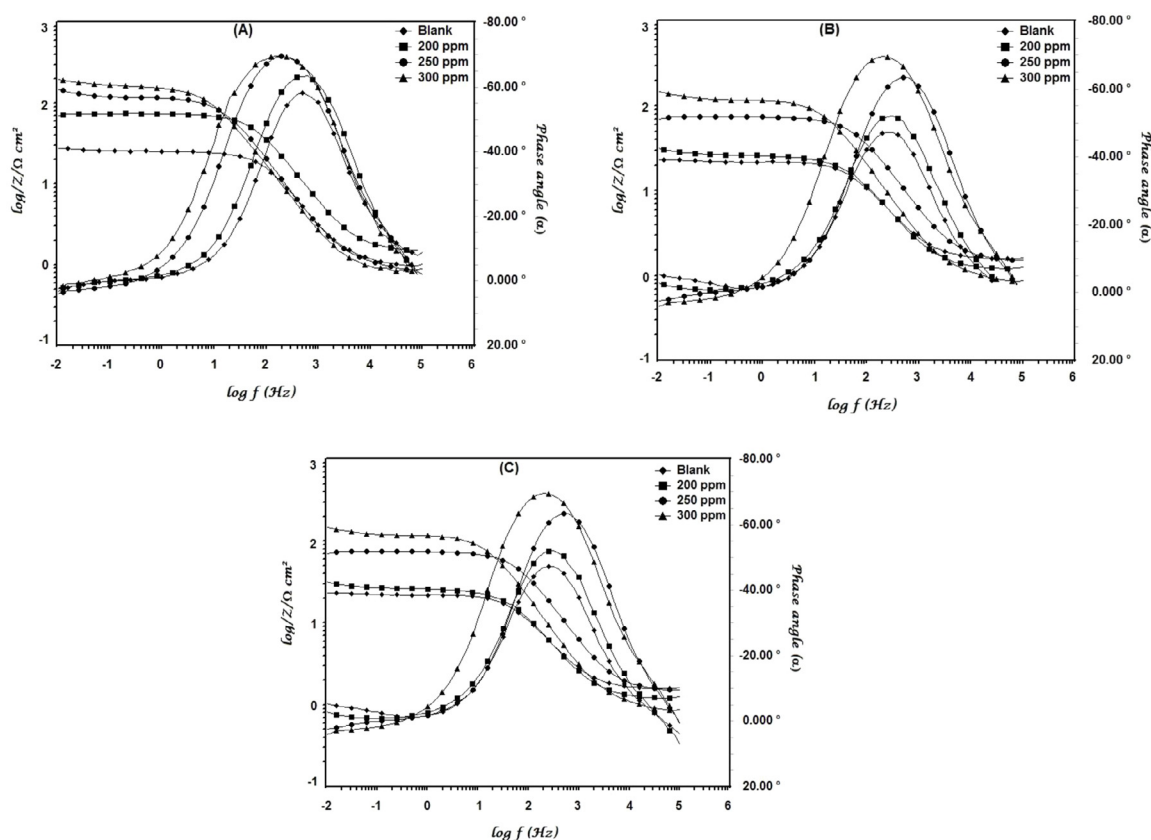 (A)
Blank
200 ppm
250 ppm
300 ppm
3
2
1
0
-1
log/Z/Ω cm²
-80.00 °
-60.00 °
-40.00 °
-20.00 °
0.000 °
20.00 °
Phase angle (α)
-2 -1 0 1 2 3 4 5 6
log f (Hz)
(B)
Blank
200 ppm
250 ppm
300 ppm
3
2
1
0
-1
log/Z/Ω cm²
-80.00 °
-60.00 °
-40.00 °
-20.00 °
0.000 °
20.00 °
Phase angle (α)
-2 -1 0 1 2 3 4 5 6
log f (Hz)
(C)
Blank
200 ppm
250 ppm
300 ppm
3
2
1
0
-1
log/Z/Ω cm²
-80.00 °
-60.00 °
-40.00 °
-20.00 °
0.000 °
20.00 °
Phase angle (α)
-2 -1 0 1 2 3 4 5 6
log f (Hz)